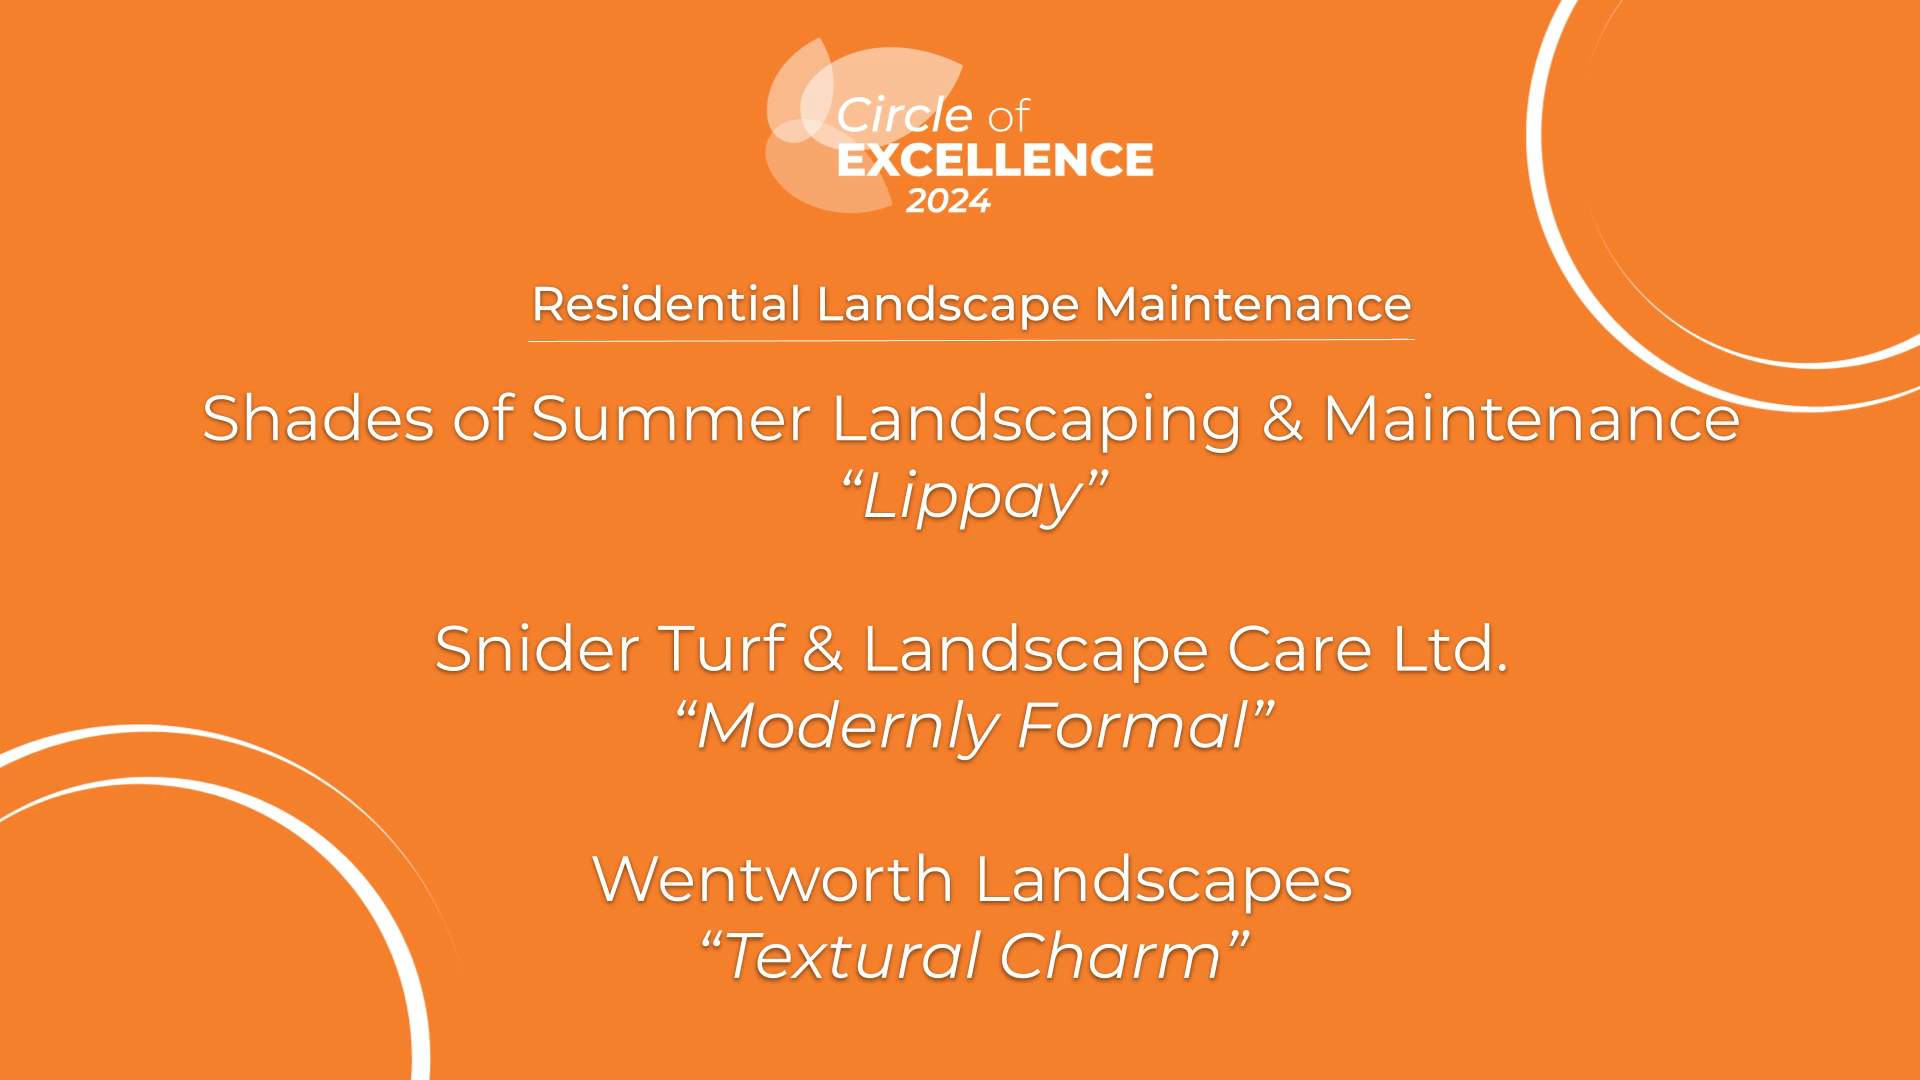 Circle of
EXCELLENCE
2024
Residential Landscape Maintenance
Shades of Summer Landscaping & Maintenance
“Lippay”
Snider Turf & Landscape Care Ltd.
“Modernly Formal”
Wentworth Landscapes
“Textural Charm”